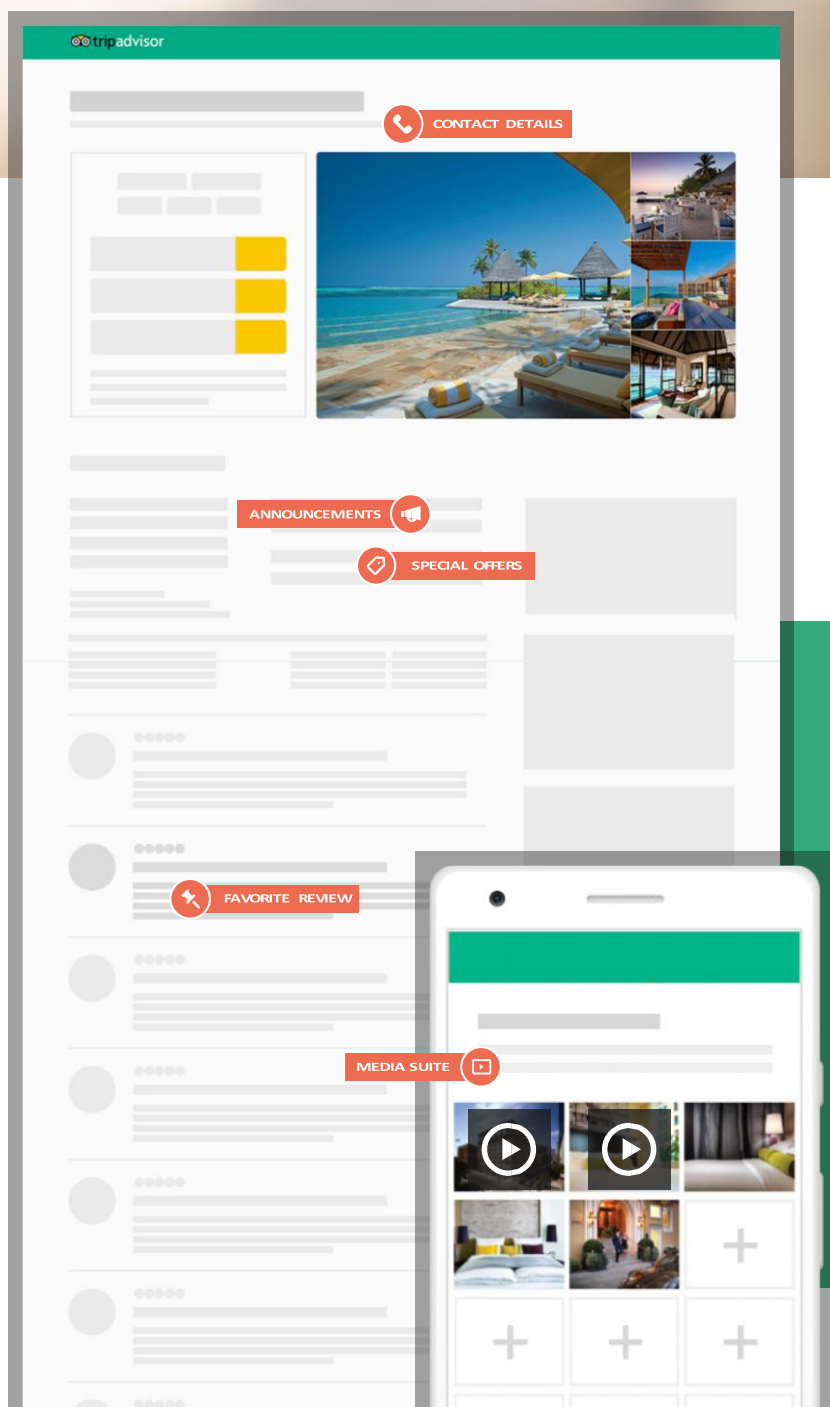 tripadvisor
CONTACT DETAILS
ANNOUNCEMENTS
SPECIAL OFFERS
FAVORITE REVIEW
MEDIA SUITE